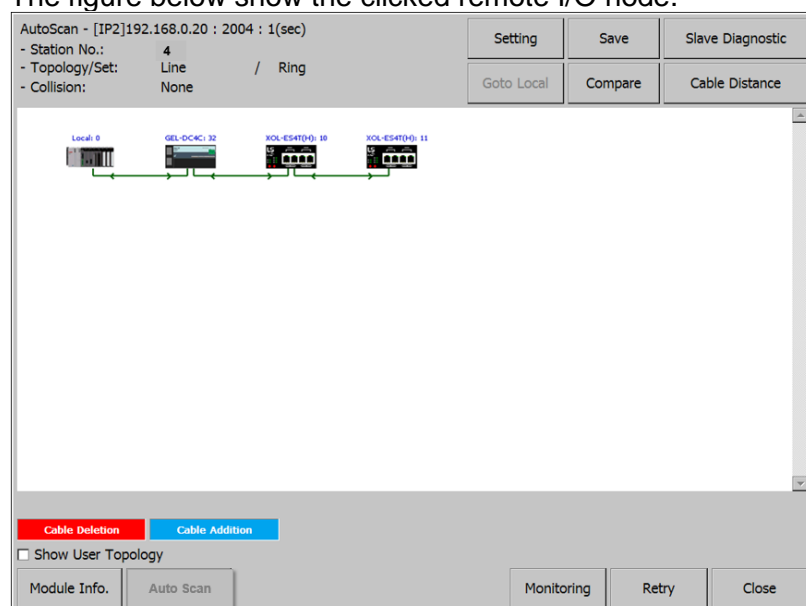 The figure below show the clicked remote I/O node.
AutoScan - [IP2]192.168.0.20 : 2004 : 1(sec)
- Station No.: 4
- Topology/Set: Line / Ring
- Collision: None
Setting Save Slave Diagnostic
Goto Local Compare Cable Distance
Local: 0 GEL-DC4C: 32 XOL-ES4T(H): 10 XOL-ES4T(H): 11
Cable Deletion Cable Addition
Show User Topology
Module Info. Auto Scan Monitoring Retry Close